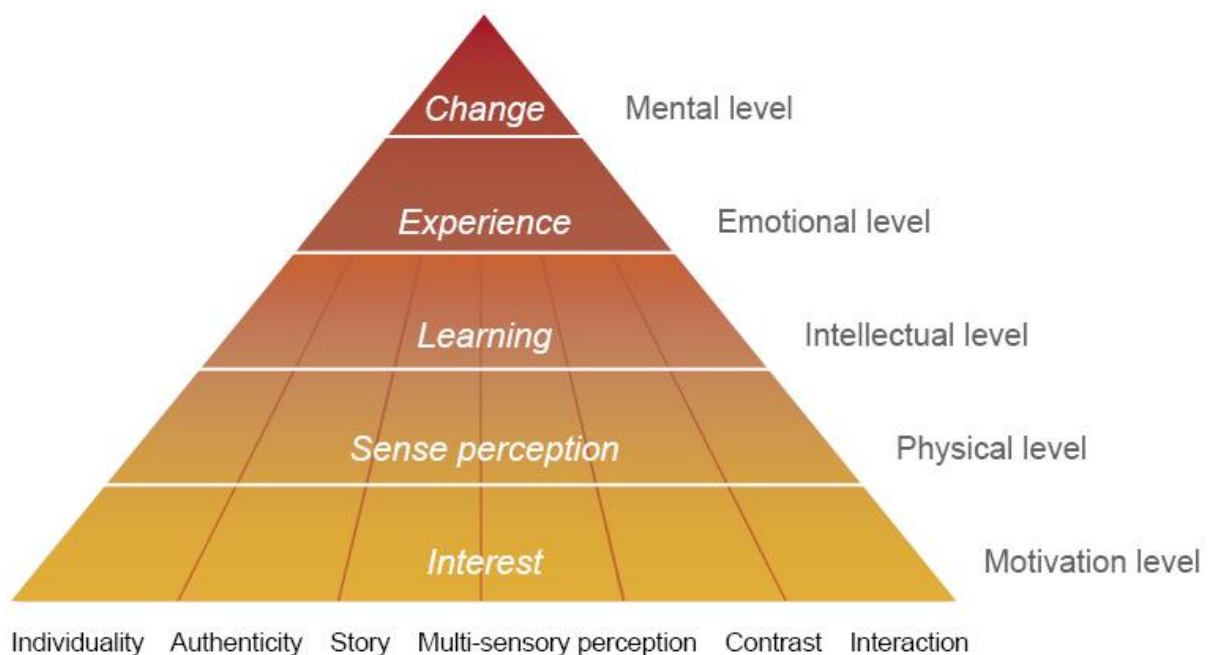 Change Mental level
Experience Emotional level
Learning Intellectual level
Sense perception Physical level
Interest Motivation level
Individuality Authenticity Story Multi-sensory perception Contrast Interaction